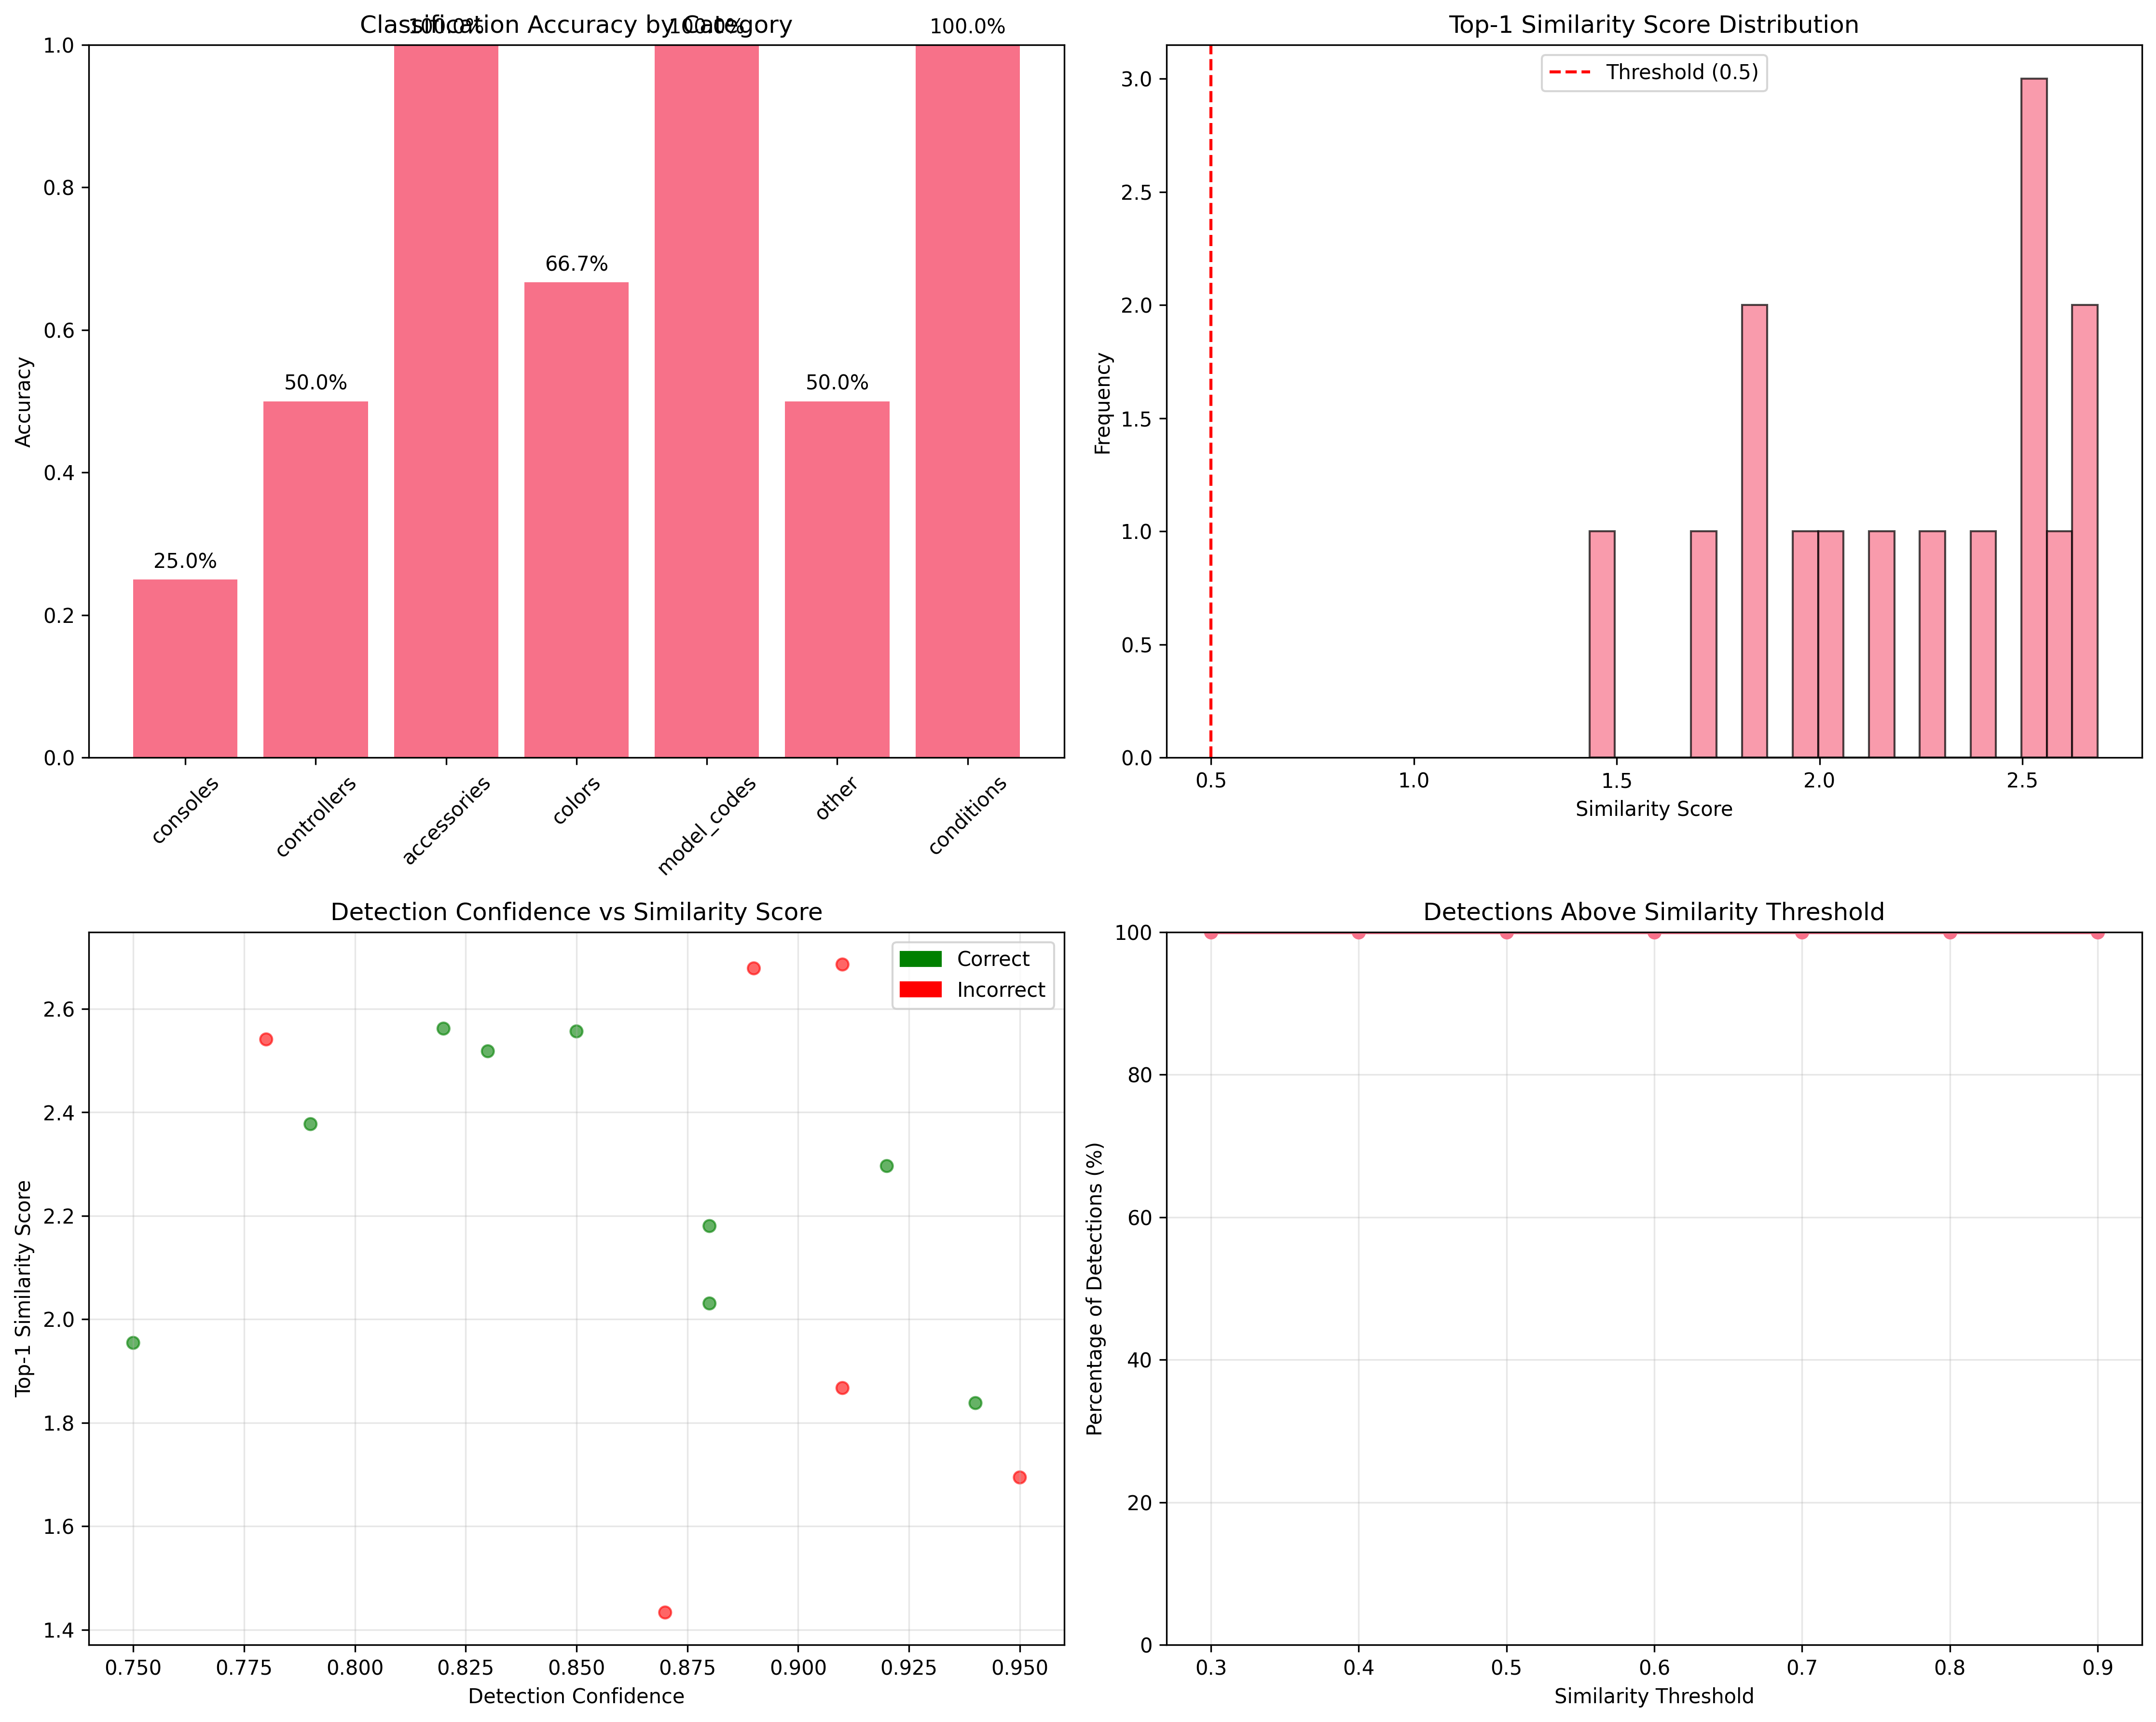 Classification Accuracy by Category
100.0%
100.0%
100.0%
66.7%
50.0%
50.0%
25.0%
Accuracy
1.0
0.8
0.6
0.4
0.2
0.0
consoles
controllers
accessories
colors
model_codes
other
conditions
Top-1 Similarity Score Distribution
Threshold (0.5)
Frequency
3.0
2.5
2.0
1.5
1.0
0.5
0.0
0.5
1.0
1.5
2.0
2.5
Similarity Score
Detection Confidence vs Similarity Score
Correct
Incorrect
Top-1 Similarity Score
2.6
2.4
2.2
2.0
1.8
1.6
1.4
0.750
0.775
0.800
0.825
0.850
0.875
0.900
0.925
0.950
Detection Confidence
Detections Above Similarity Threshold
Percentage of Detections (%)
100
80
60
40
20
0
0.3
0.4
0.5
0.6
0.7
0.8
0.9
Similarity Threshold